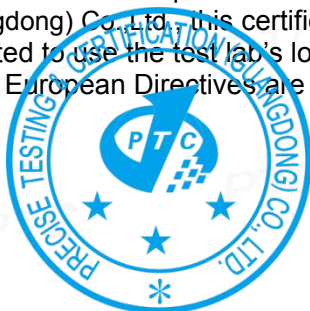 gdong) Co.,Ltd., this certifi
ted to use the test lab's lo
European Directives are
PRECISE TESTING & CERTIFICATION (GUANGDONG) CO., LTD.
PTC